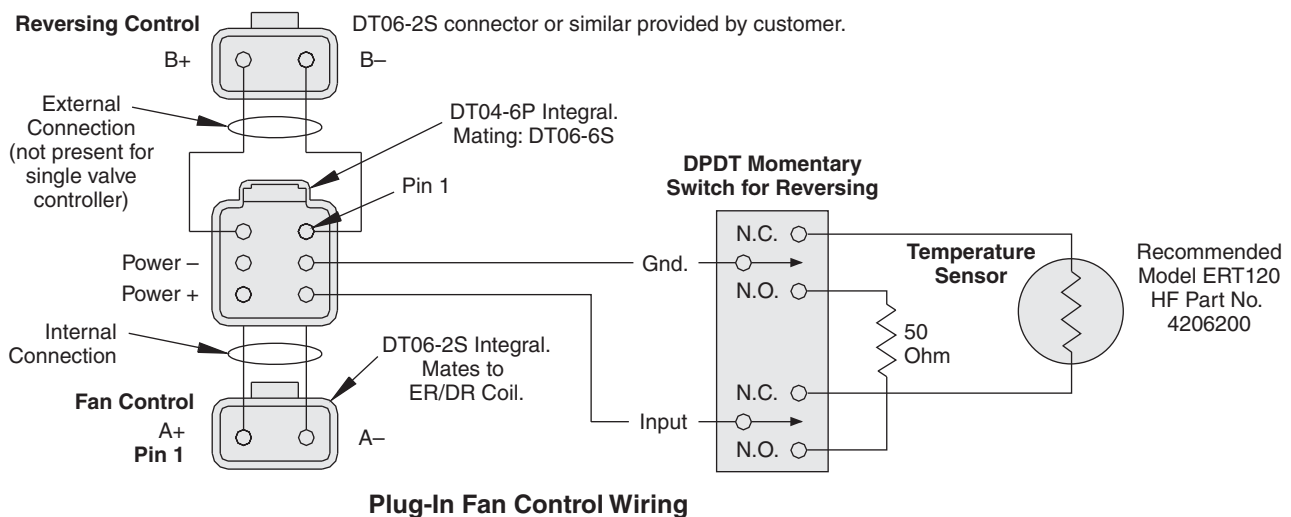 Reversing Control
DT06-2S connector or similar provided by customer.
B+
B–
External
Connection
(not present for
single valve
controller)
DT04-6P Integral.
Mating: DT06-6S
Pin 1
DPDT Momentary
Switch for Reversing
N.C.
Temperature
Sensor
Recommended
Model ERT120
HF Part No.
4206200
Power –
Gnd.
Power +
N.O.
50
Ohm
Internal
Connection
DT06-2S Integral.
Mates to
ER/DR Coil.
N.C.
Fan Control
A+
Pin 1
A–
Input
N.O.
Plug-In Fan Control Wiring